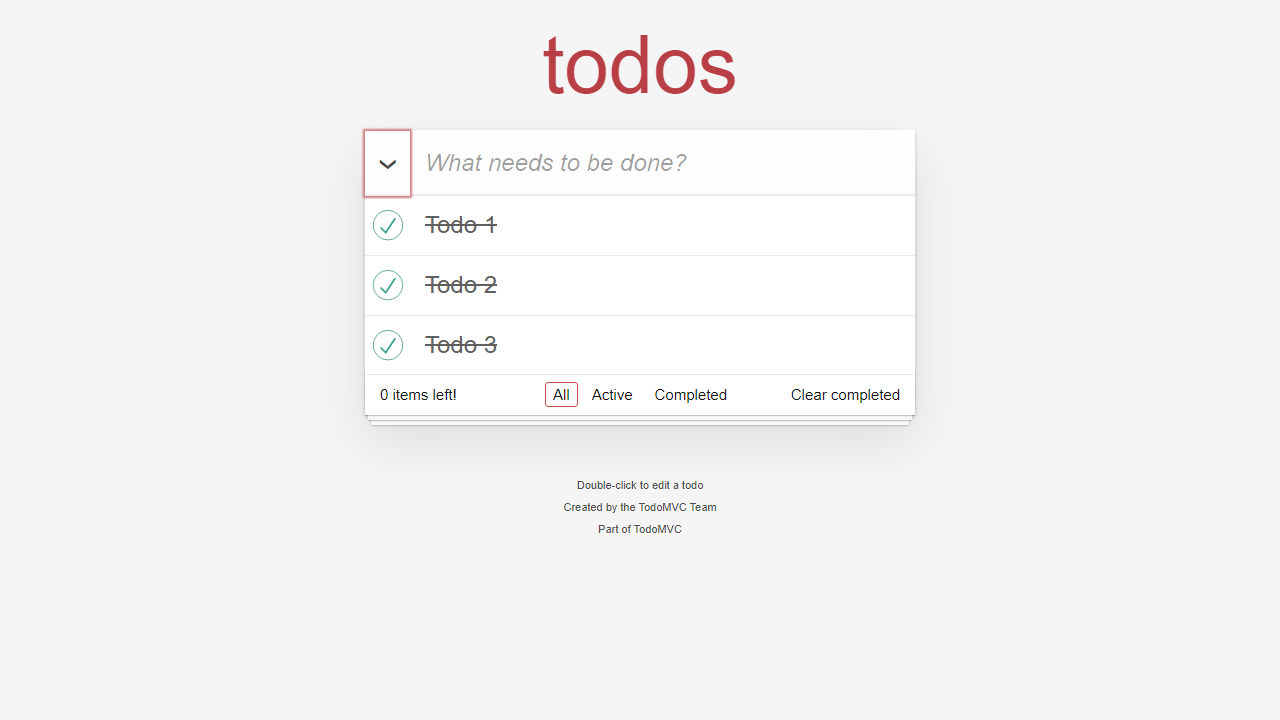 todos
What needs to be done?
Todo 1
Todo 2
Todo 3
0 items left! All Active Completed Clear completed
Double-click to edit a todo
Created by the TodoMVC Team
Part of TodoMVC